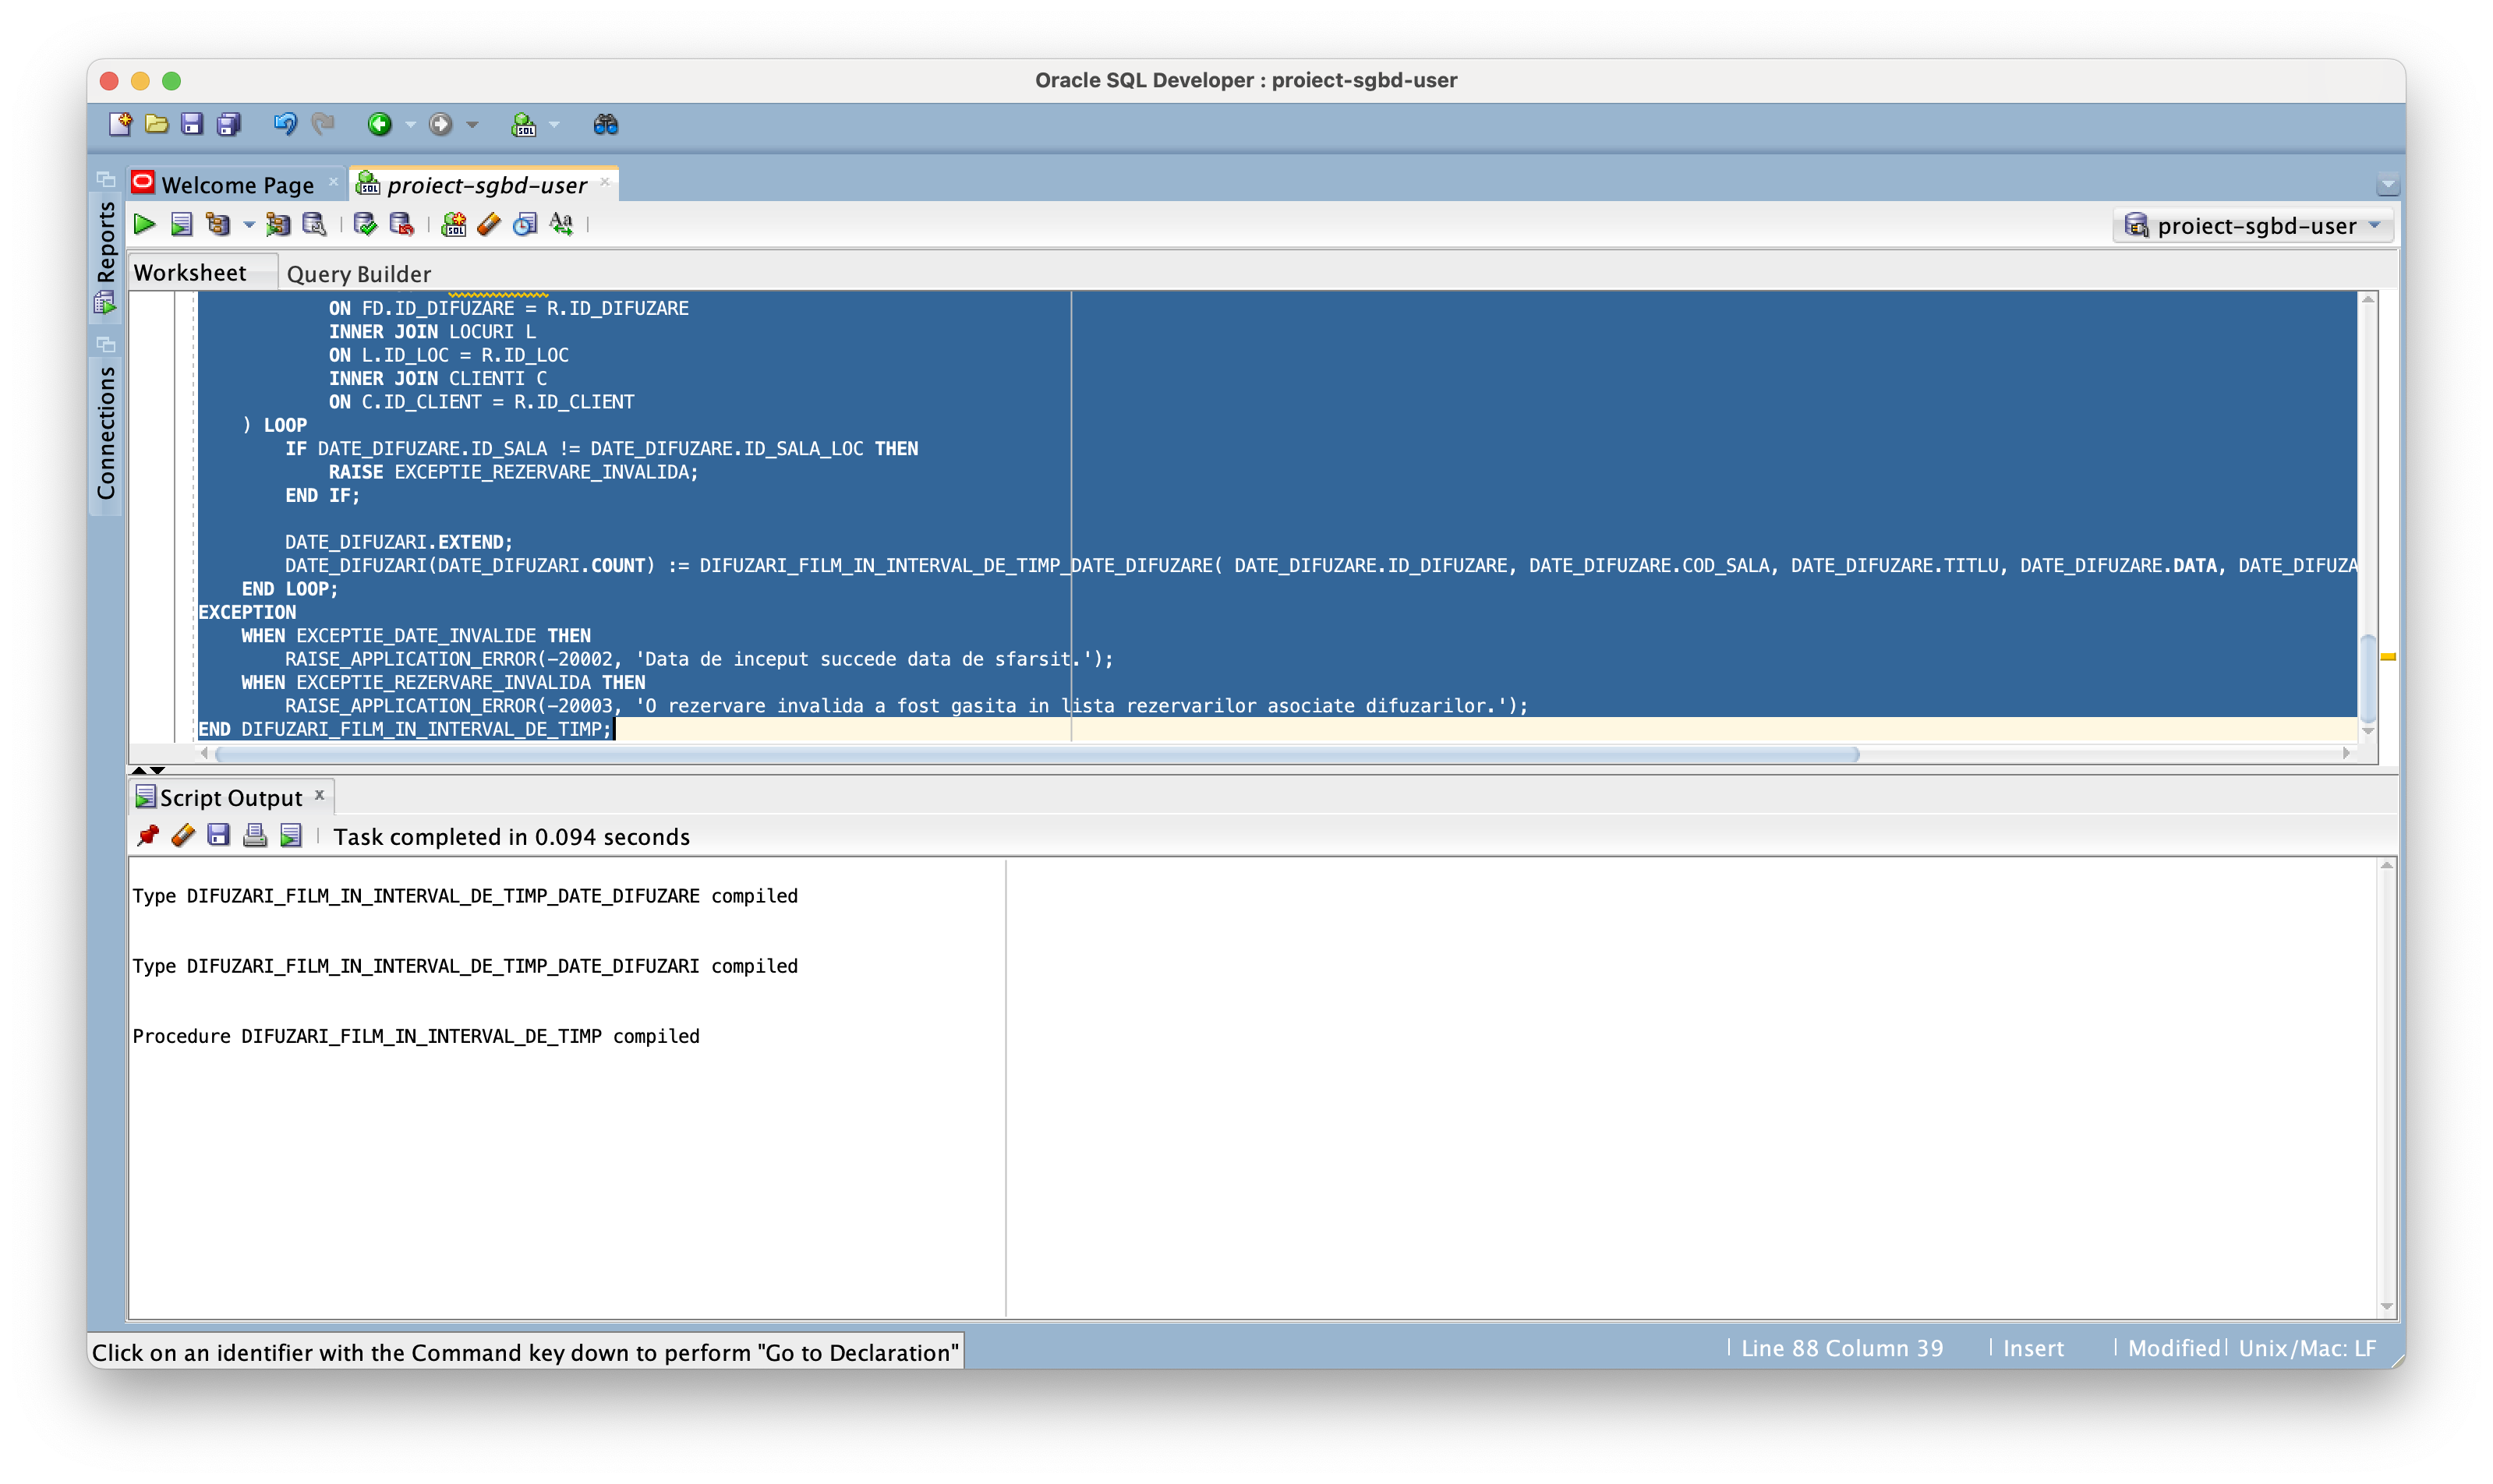 Oracle SQL Developer : proiect-sgbd-user
Welcome Page
proiect-sgbd-user
proiect-sgbd-user
Reports
Connections
Worksheet
Query Builder
ON FD.ID_DIFUZARE = R.ID_DIFUZARE
INNER JOIN LOCURI L
ON L.ID_LOC = R.ID_LOC
INNER JOIN CLIENTI C
ON C.ID_CLIENT = R.ID_CLIENT
) LOOP
IF DATE_DIFUZARE.ID_SALA != DATE_DIFUZARE.ID_SALA_LOC THEN
RAISE EXCEPTIE_REZERVARE_INVALIDA;
END IF;
DATE_DIFUZARI.EXTEND;
DATE_DIFUZARI(DATE_DIFUZARI.COUNT) := DIFUZARI_FILM_IN_INTERVAL_DE_TIMP_DATE_DIFUZARE( DATE_DIFUZARE.ID_DIFUZARE, DATE_DIFUZARE.COD_SALA, DATE_DIFUZARE.TITLU, DATE_DIFUZARE.DATA, DATE_DIFUZA
END LOOP;
EXCEPTION
WHEN EXCEPTIE_DATE_INVALIDE THEN
RAISE_APPLICATION_ERROR(-20002, 'Data de inceput succede data de sfarsit.');
WHEN EXCEPTIE_REZERVARE_INVALIDA THEN
RAISE_APPLICATION_ERROR(-20003, 'O rezervare invalida a fost gasita in lista rezervarilor asociate difuzarilor.');
END DIFUZARI_FILM_IN_INTERVAL_DE_TIMP;
Script Output
Task completed in 0.094 seconds
Type DIFUZARI_FILM_IN_INTERVAL_DE_TIMP_DATE_DIFUZARE compiled
Type DIFUZARI_FILM_IN_INTERVAL_DE_TIMP_DATE_DIFUZARI compiled
Procedure DIFUZARI_FILM_IN_INTERVAL_DE_TIMP compiled
Click on an identifier with the Command key down to perform "Go to Declaration"
Line 88 Column 39
Insert
Modified
Unix/Mac: LF